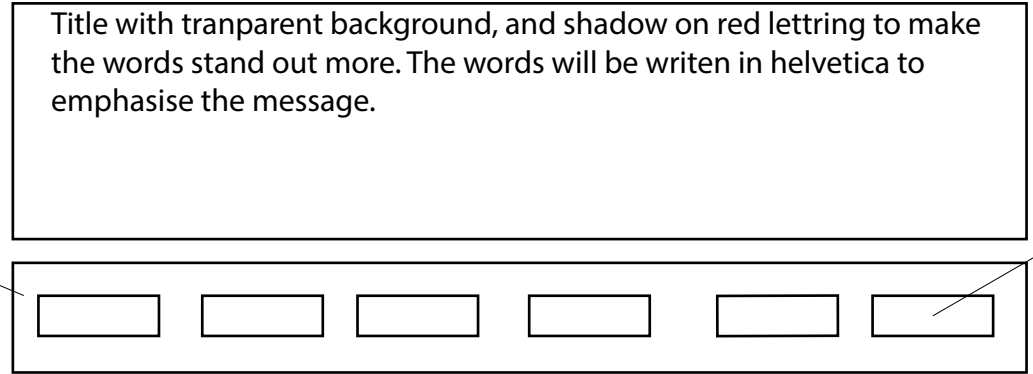 Title with tranparent background, and shadow on red lettring to make
the words stand out more. The words will be writen in helvetica to
emphasise the message.